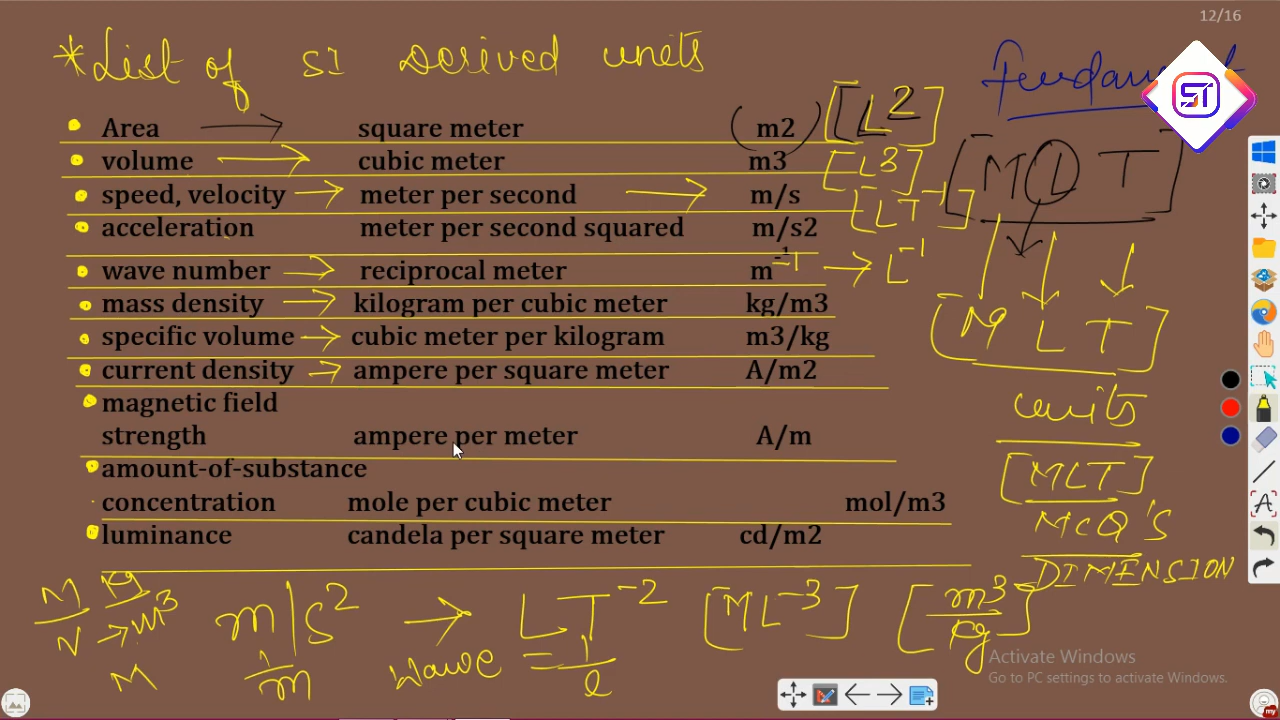 12/16
*List of SI Derived units
Fundament
ST
Area → square meter (m2) [L2]
volume → cubic meter m3 [L3]
[MLT]
speed, velocity → meter per second → m/s [LT-1]
acceleration meter per second squared m/s2
wave number → reciprocal meter m-1 → L-1
mass density → kilogram per cubic meter kg/m3
specific volume → cubic meter per kilogram m3/kg
[MLT]
current density → ampere per square meter A/m2
magnetic field
strength ampere per meter A/m
units
amount-of-substance
[MLT]
concentration mole per cubic meter mol/m3
MCQ'S
luminance candela per square meter cd/m2
DIMENSION
M/V kg → m3 m/s2 → LT-2 [ML-3] [m3/kg]
M 1/m wave = 1/l
Activate Windows
Go to PC settings to activate Windows.